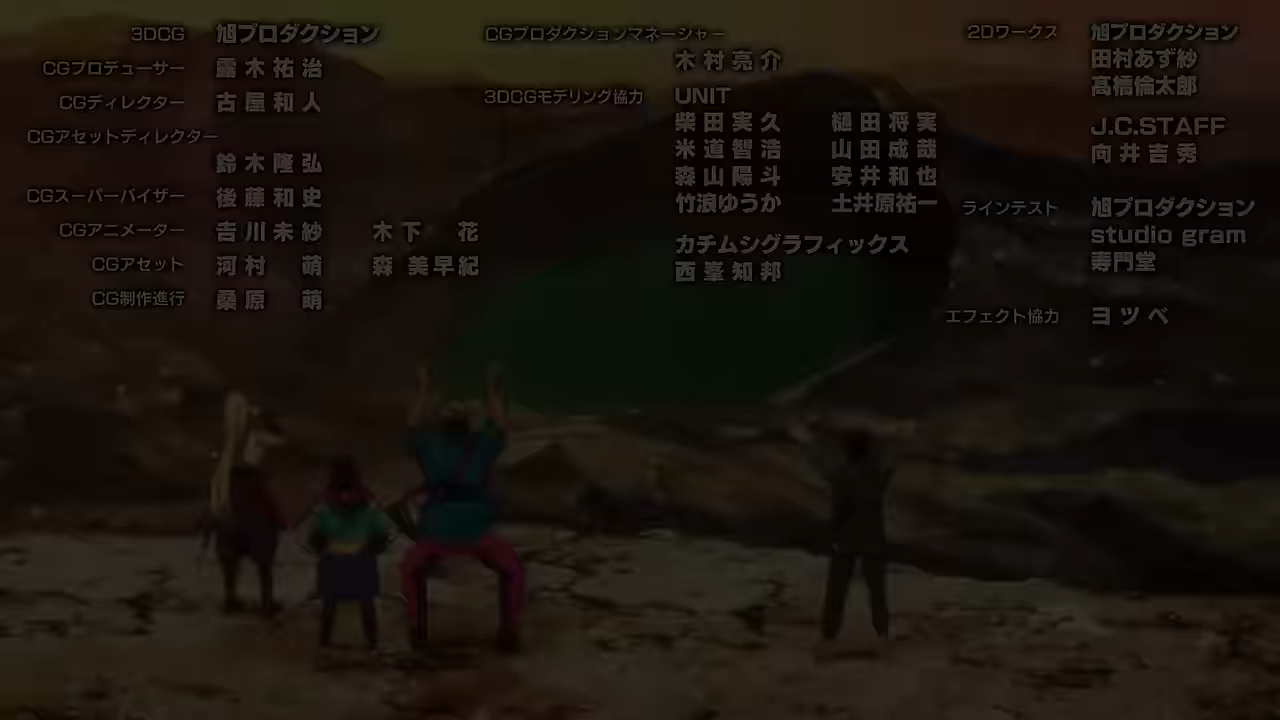 3DCG 旭プロダクション
CGプロデューサー 露木祐治
CGディレクター 古屋和人
CGアセットディレクター
鈴木隆弘
CGスーパーバイザー 後藤和史
CGアニメーター 吉川未紗 木下 花
CGアセット 河村 萌 森 美早紀
CG制作進行 桑原 萌
CGプロダクションマネージャー
木村亮介
3DCGモデリング協力 UNIT
柴田実久 樋田将実
米道智浩 山田成哉
森山陽斗 安井和也
竹浪ゆうか 土井原祐一
カチムシグラフィックス
西峯知邦
2Dワークス 旭プロダクション
田村あず紗
髙橋倫太郎
J.C.STAFF
向井吉秀
ラインテスト 旭プロダクション
studio gram
寿門堂
エフェクト協力 ヨツベ